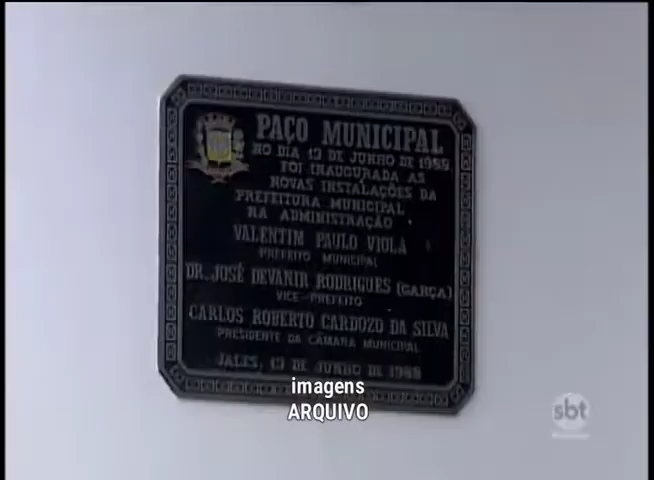 PAÇO MUNICIPAL
NO DIA 13 DE JUNHO DE 1988
FOI INAUGURADA AS
NOVAS INSTALAÇÕES DA
PREFEITURA MUNICIPAL
NA ADMINISTRAÇÃO
VALENTIM PAULO VIOLA
PREFEITO MUNICIPAL
DR. JOSÉ DEVANIR RODRIGUES (GARÇA)
VICE-PREFEITO
CARLOS ROBERTO CARDOZO DA SILVA
PRESIDENTE DA CÂMARA MUNICIPAL
JALES, 13 DE JUNHO DE 1988
imagens
ARQUIVO
sbt